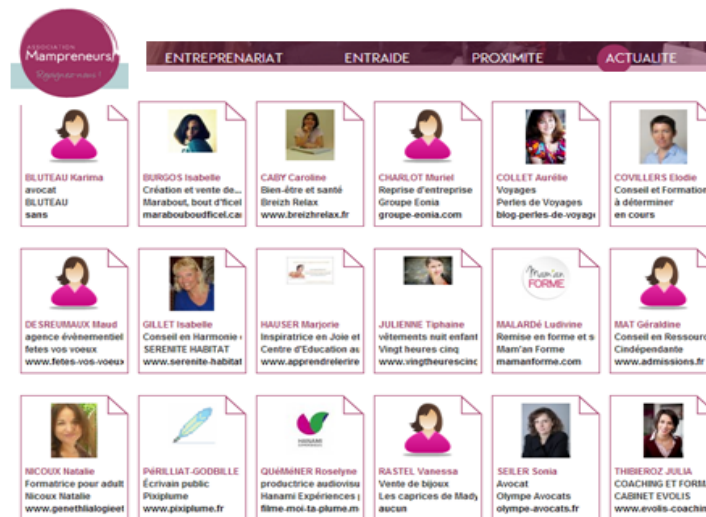 ASSOCIATION
Mampreneurs
Rejoignez-nous !
ENTREPRENARIAT ENTRAIDE PROXIMITE ACTUALITE
BLUTEAU Karima
avocat
BLUTEAU
sans
BURGOS Isabelle
Création et vente de...
Marabout, bout d'ficel
marabouboudficel.ca
CABY Caroline
Bien-être et santé
Breizh Relax
www.breizhrelax.fr
CHARLOT Muriel
Reprise d'entreprise
Groupe Eonia
groupe-eonia.com
COLLET Aurélie
Voyages
Perles de Voyages
blog-perles-de-voyage
COVILLERS Elodie
Conseil et Formation
à déterminer
en cours
DESREUMAUX Maud
agence évènementiel
fetes vos voeux
www.fetes-vos-voeux
GILLET Isabelle
Conseil en Harmonie
SERENITE HABITAT
www.serenite-habitat
HAUSER Marjorie
Inspiratrice en Joie et
Centre d'Education au
www.apprendrelerire
JULIENNE Tiphaine
vêtements nuit enfant
Vingt heures cinq
www.vingtheurescinq
Mam'an
FORME
MALARDé Ludivine
Remise en forme et s
Mam'an Forme
mamanforme.com
MAT Géraldine
Conseil en Ressourc
Cindépendante
www.admissions.fr
NICOUX Natalie
Formatrice pour adult
Nicoux Natalie
www.genethlialogieet
PéRILLIAT-GODBILLE
Écrivain public
Pixiplume
www.pixiplume.fr
HANAMI
QUéMéNER Roselyne
productrice audiovisu
Hanami Expériences
filme-moi-ta-plume.m
RASTEL Vanessa
Vente de bijoux
Les caprices de Mady
aucun
SEILER Sonia
Avocat
Olympe Avocats
olympe-avocats.fr
THIBIEROZ JULIA
COACHING ET FORM
CABINET EVOLIS
www.evolis-coachin